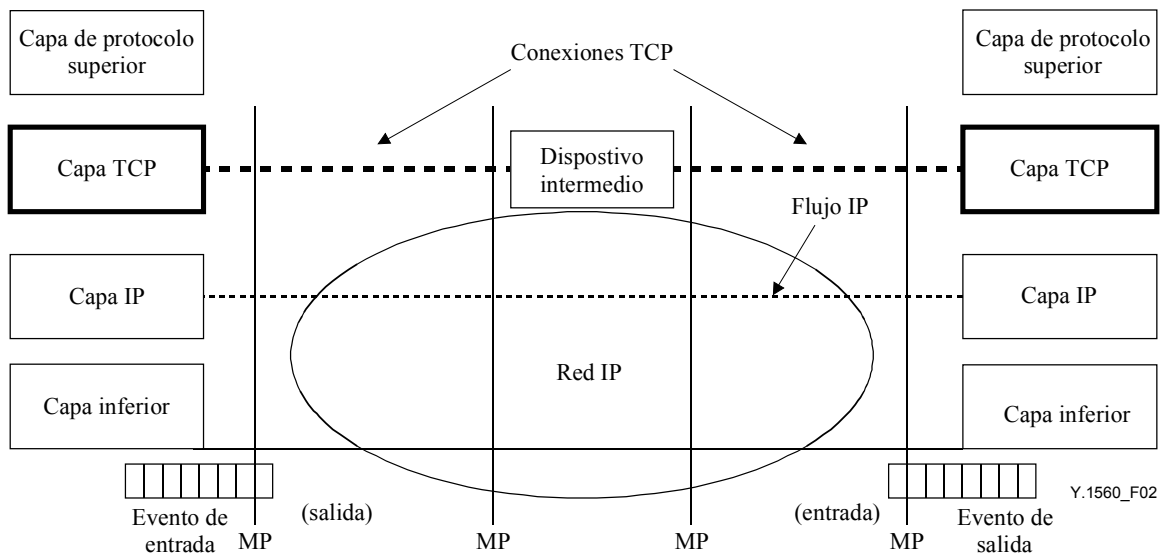 Capa de protocolo
superior
Conexiones TCP
Capa de protocolo
superior
Capa TCP
Dispostivo
intermedio
Capa TCP
Flujo IP
Capa IP
Capa IP
Red IP
Capa inferior
Capa inferior
Evento de
entrada
(salida)
(entrada)
Evento de
salida
Y.1560_F02
MP
MP
MP
MP